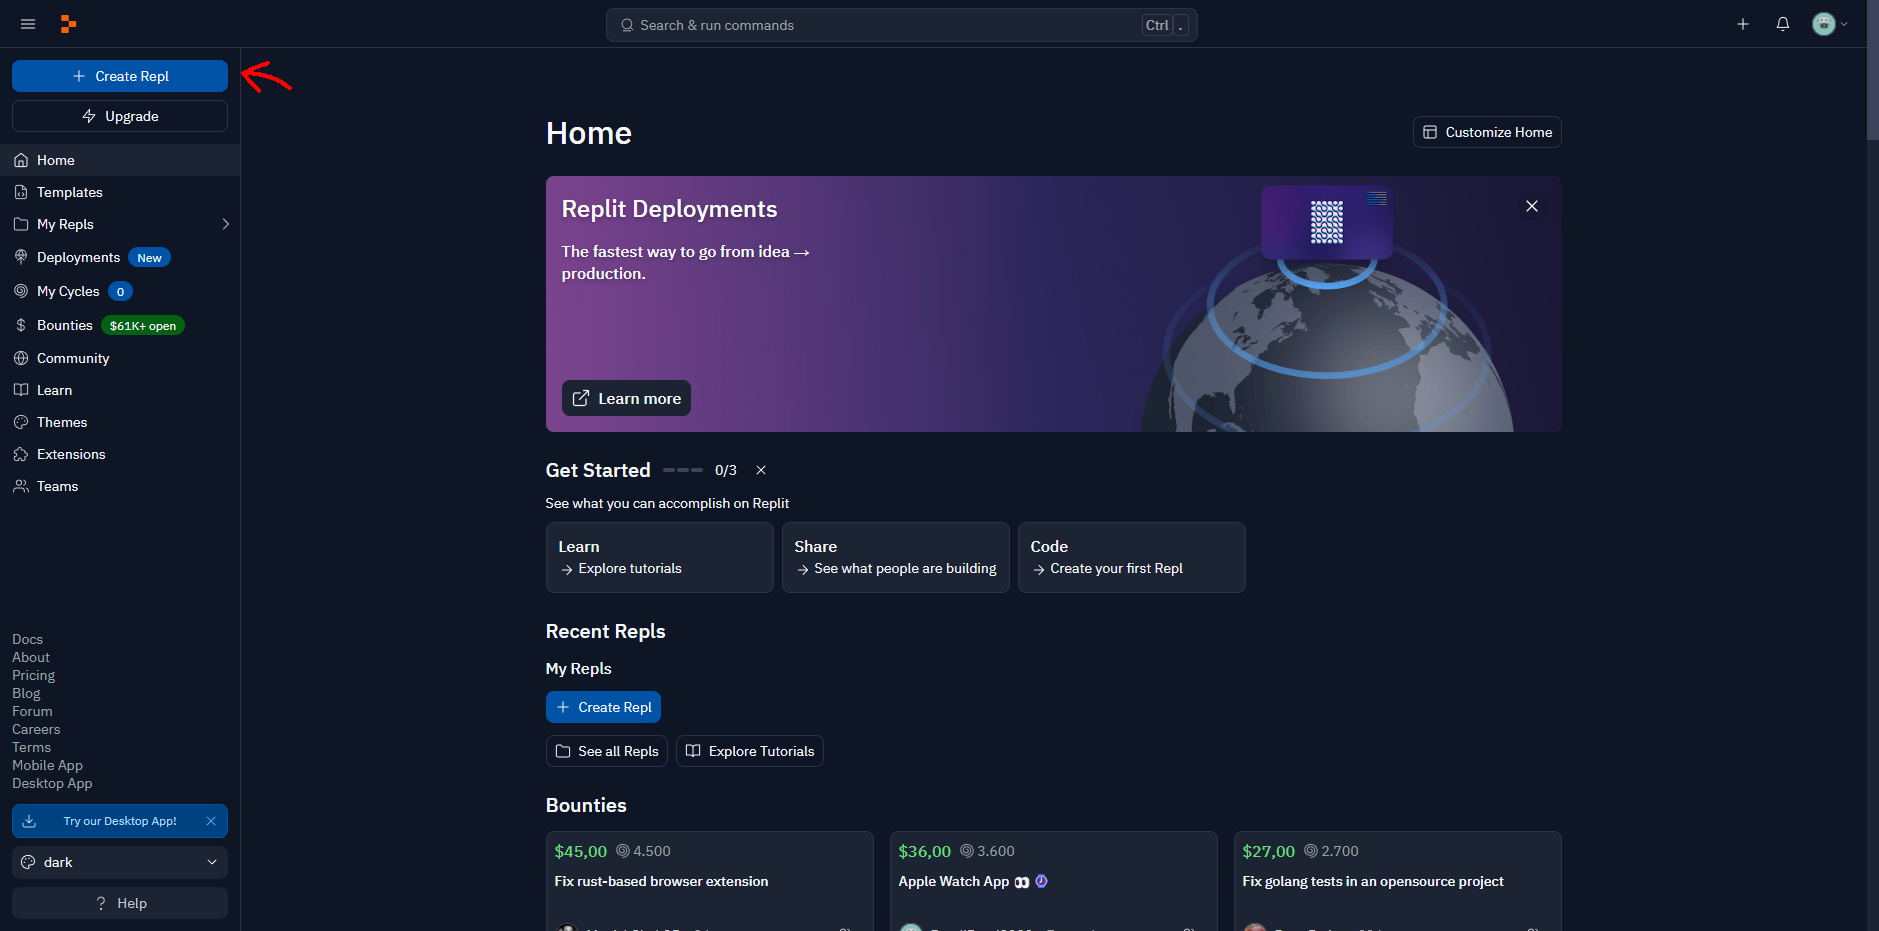 Search & run commands
Ctrl .
+ Create Repl
Upgrade
Home
Templates
My Repls
Deployments New
My Cycles 0
Bounties $61K+ open
Community
Learn
Themes
Extensions
Teams
Docs
About
Pricing
Blog
Forum
Careers
Terms
Mobile App
Desktop App
Try our Desktop App!
dark
? Help
Home
Customize Home
Replit Deployments
The fastest way to go from idea →
production.
Learn more
Get Started 0/3
See what you can accomplish on Replit
Learn
→ Explore tutorials
Share
→ See what people are building
Code
→ Create your first Repl
Recent Repls
My Repls
+ Create Repl
See all Repls
Explore Tutorials
Bounties
$45,00 4.500
Fix rust-based browser extension
$36,00 3.600
Apple Watch App 👀
$27,00 2.700
Fix golang tests in an opensource project